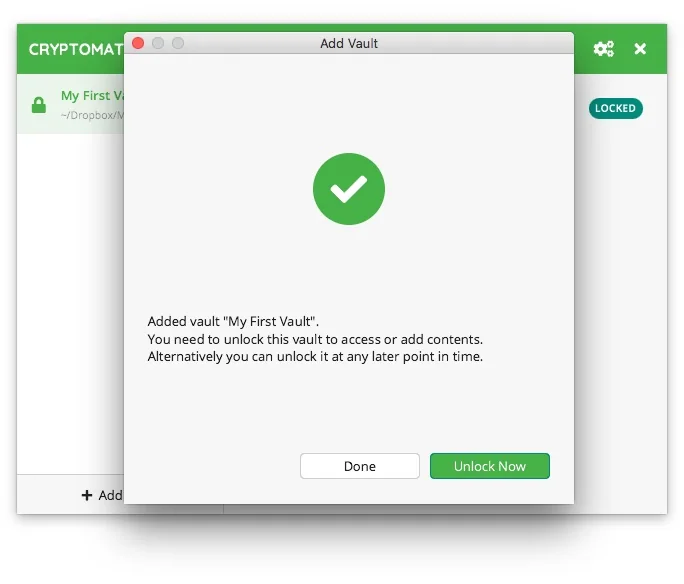 Add Vault
CRYPTOMAT
My First Va
~/Dropbox/M
LOCKED
Added vault "My First Vault".
You need to unlock this vault to access or add contents.
Alternatively you can unlock it at any later point in time.
Done
Unlock Now
+ Add